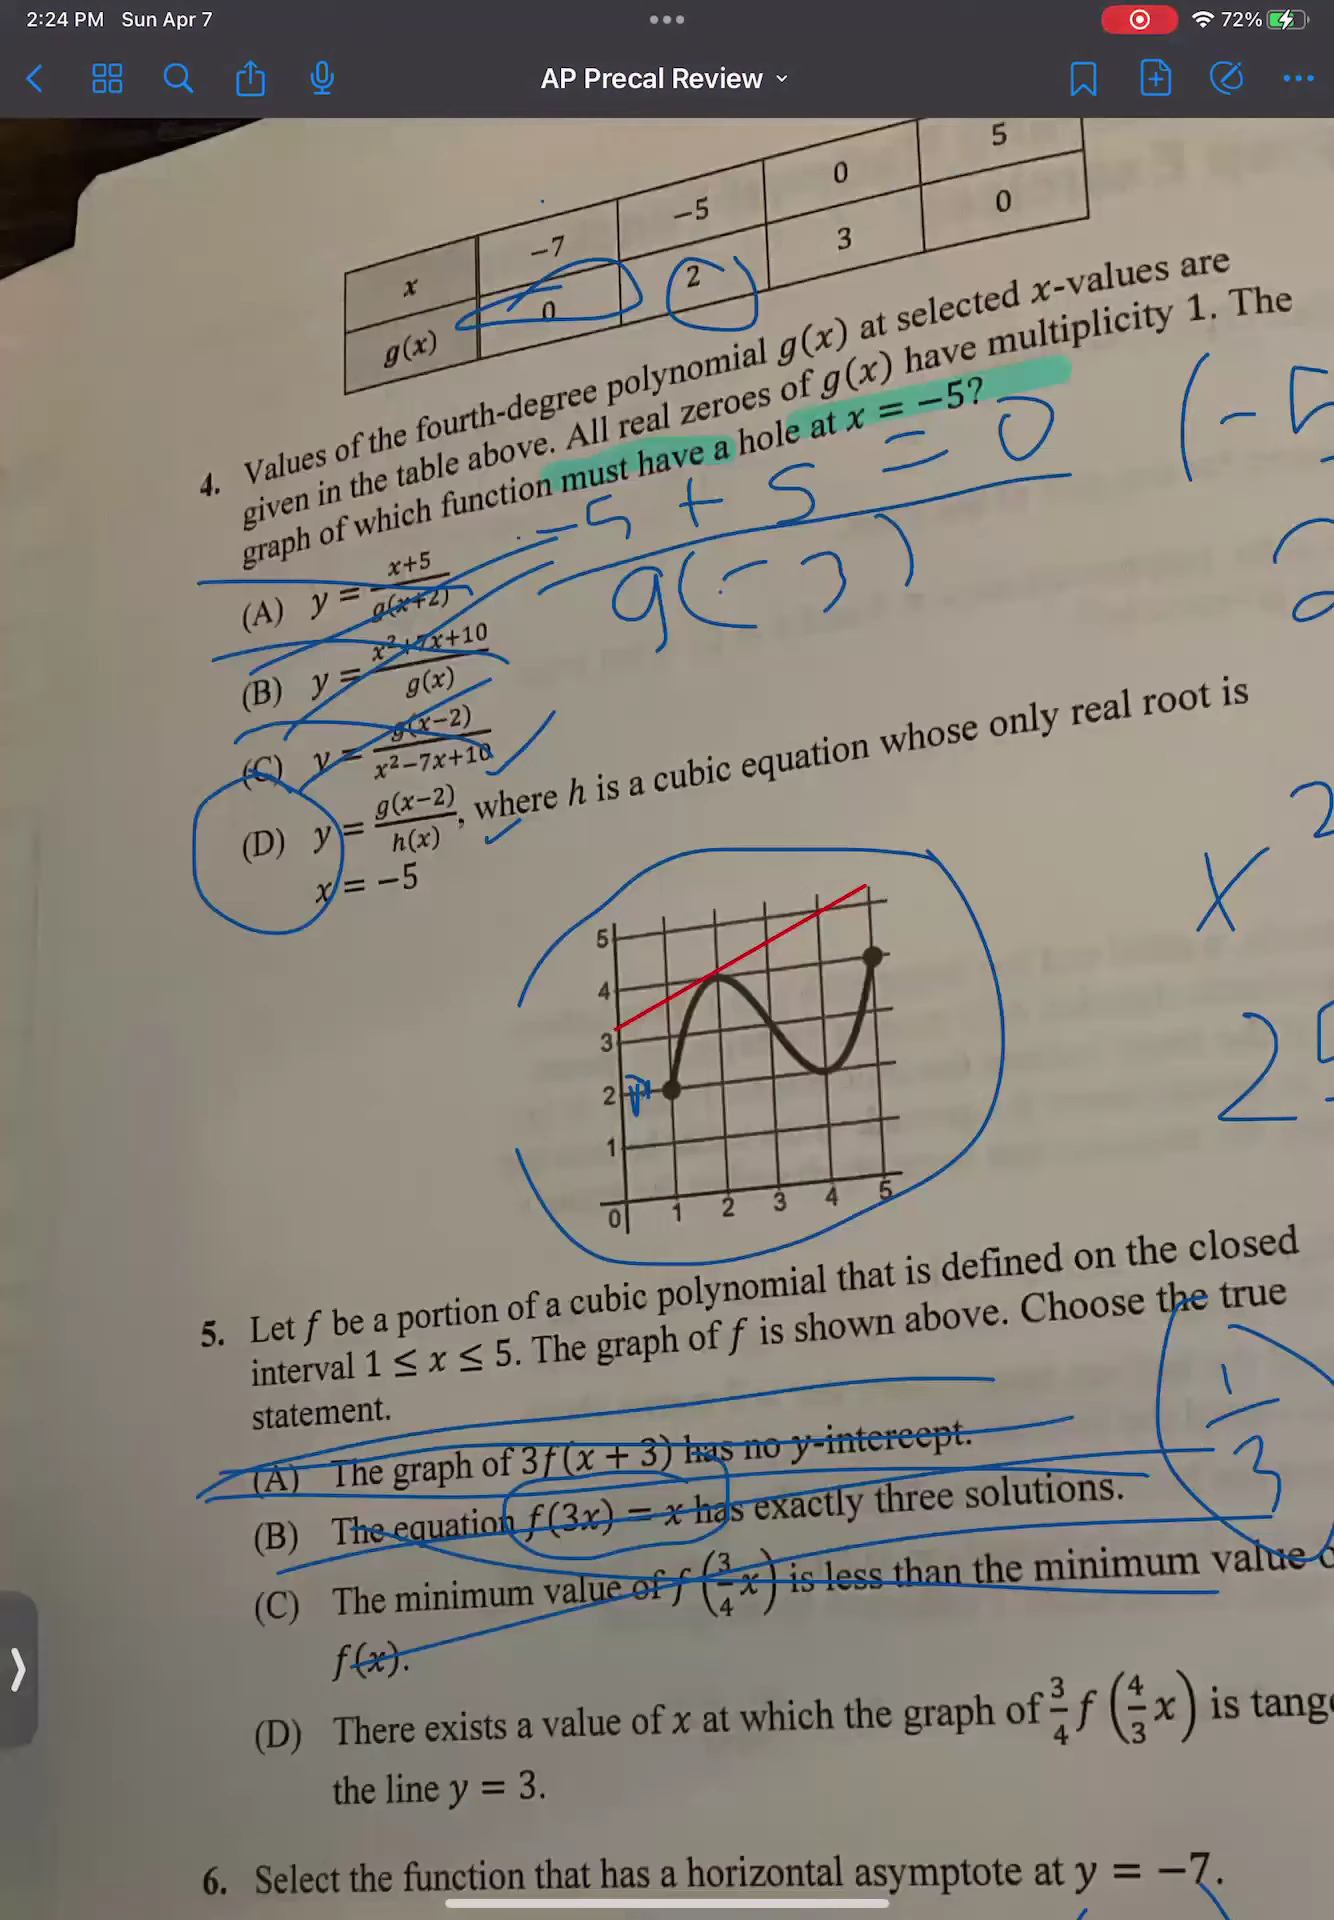 2:24 PM Sun Apr 7
72%
AP Precal Review
x -7 -5 0 5
g(x) 0 2 3 0
4. Values of the fourth-degree polynomial g(x) at selected x-values are
given in the table above. All real zeroes of g(x) have multiplicity 1. The
graph of which function must have a hole at x = -5?
-5 + 5 = 0
g(-3)
(-5
(A) y = x+5 / g(x+2)
(B) y = x²+7x+10 / g(x)
(C) y = g(x-2) / x²-7x+10
(D) y = g(x-2) / h(x), where h is a cubic equation whose only real root is
x = -5
x²
5
4
3
2
1
0 1 2 3 4 5
5. Let f be a portion of a cubic polynomial that is defined on the closed
interval 1 ≤ x ≤ 5. The graph of f is shown above. Choose the true
statement.
1/3
(A) The graph of 3f(x + 3) has no y-intercept.
(B) The equation f(3x) = x has exactly three solutions.
(C) The minimum value of f(3/4 x) is less than the minimum value
f(x).
(D) There exists a value of x at which the graph of 3/4 f(4/3 x) is tang
the line y = 3.
6. Select the function that has a horizontal asymptote at y = -7.